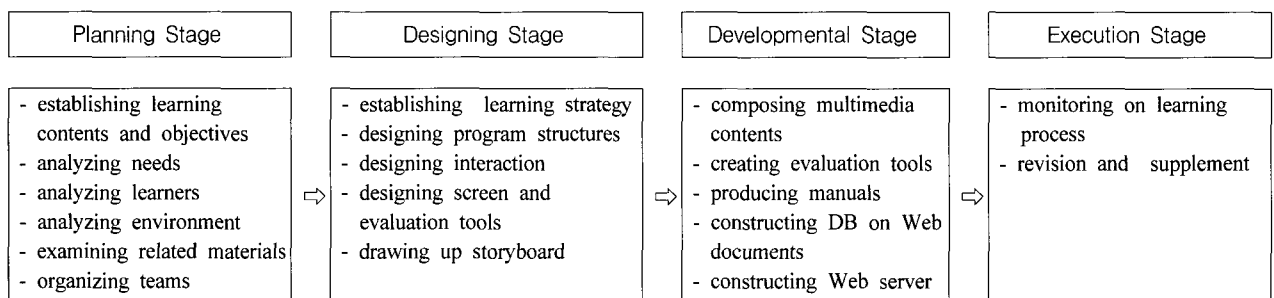 Planning Stage
- establishing learning
contents and objectives
- analyzing needs
- analyzing learners
- analyzing environment
- examining related materials
- organizing teams
⇨
Designing Stage
- establishing learning strategy
- designing program structures
- designing interaction
- designing screen and
evaluation tools
- drawing up storyboard
⇨
Developmental Stage
- composing multimedia
contents
- creating evaluation tools
- producing manuals
- constructing DB on Web
documents
- constructing Web server
⇨
Execution Stage
- monitoring on learning
process
- revision and supplement